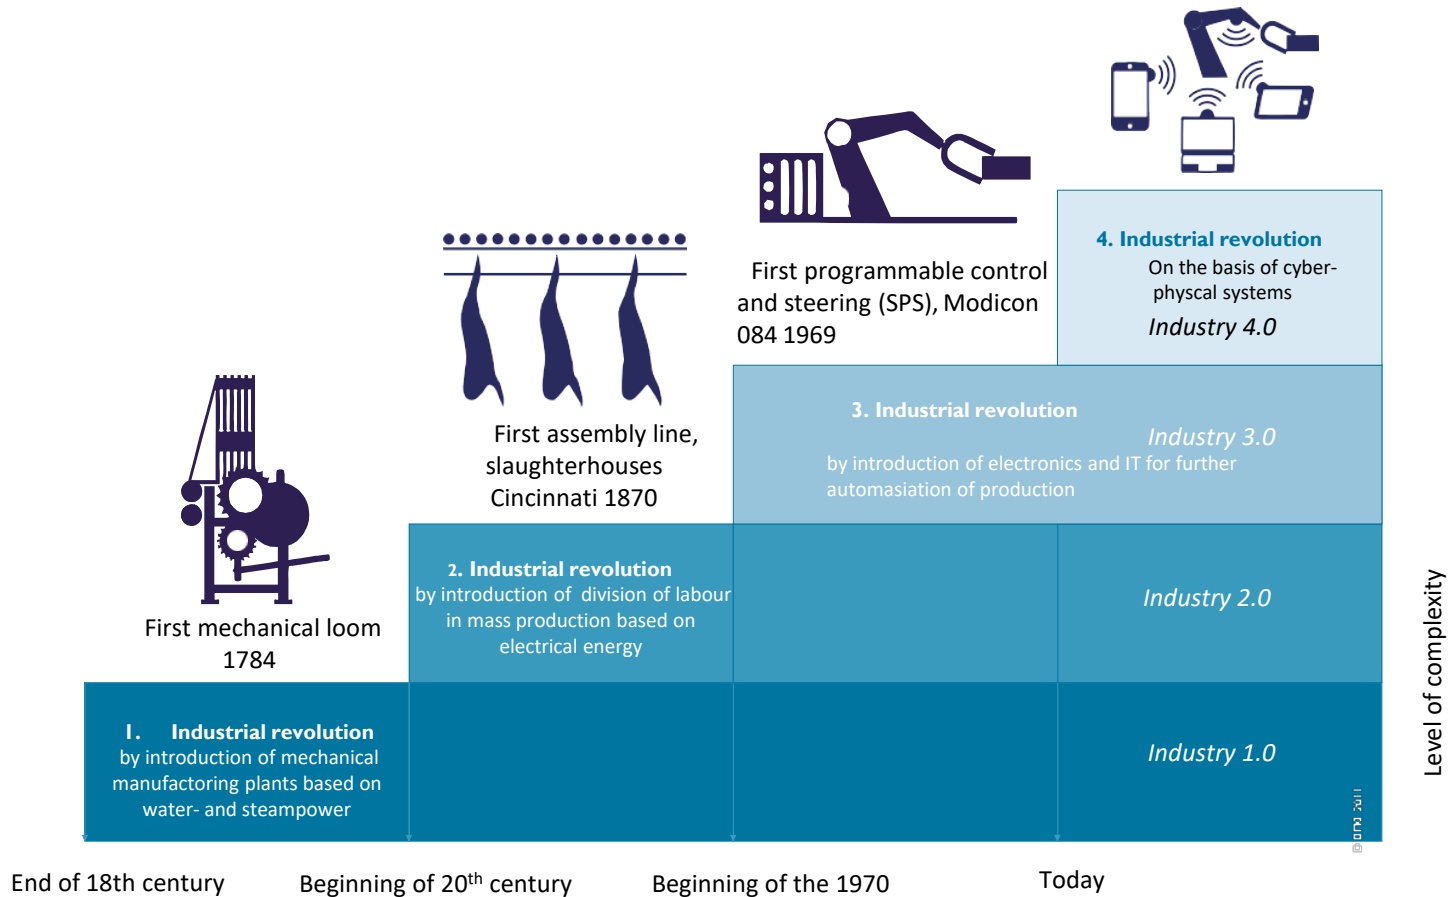 4. Industrial revolution
On the basis of cyber-
physcal systems
Industry 4.0
First programmable control
and steering (SPS), Modicon
084 1969
3. Industrial revolution
Industry 3.0
by introduction of electronics and IT for further
automasiation of production
First assembly line,
slaughterhouses
Cincinnati 1870
2. Industrial revolution
by introduction of division of labour
in mass production based on
electrical energy
Industry 2.0
First mechanical loom
1784
1. Industrial revolution
by introduction of mechanical
manufactoring plants based on
water- and steampower
Industry 1.0
Level of complexity
End of 18th century
Beginning of 20th century
Beginning of the 1970
Today